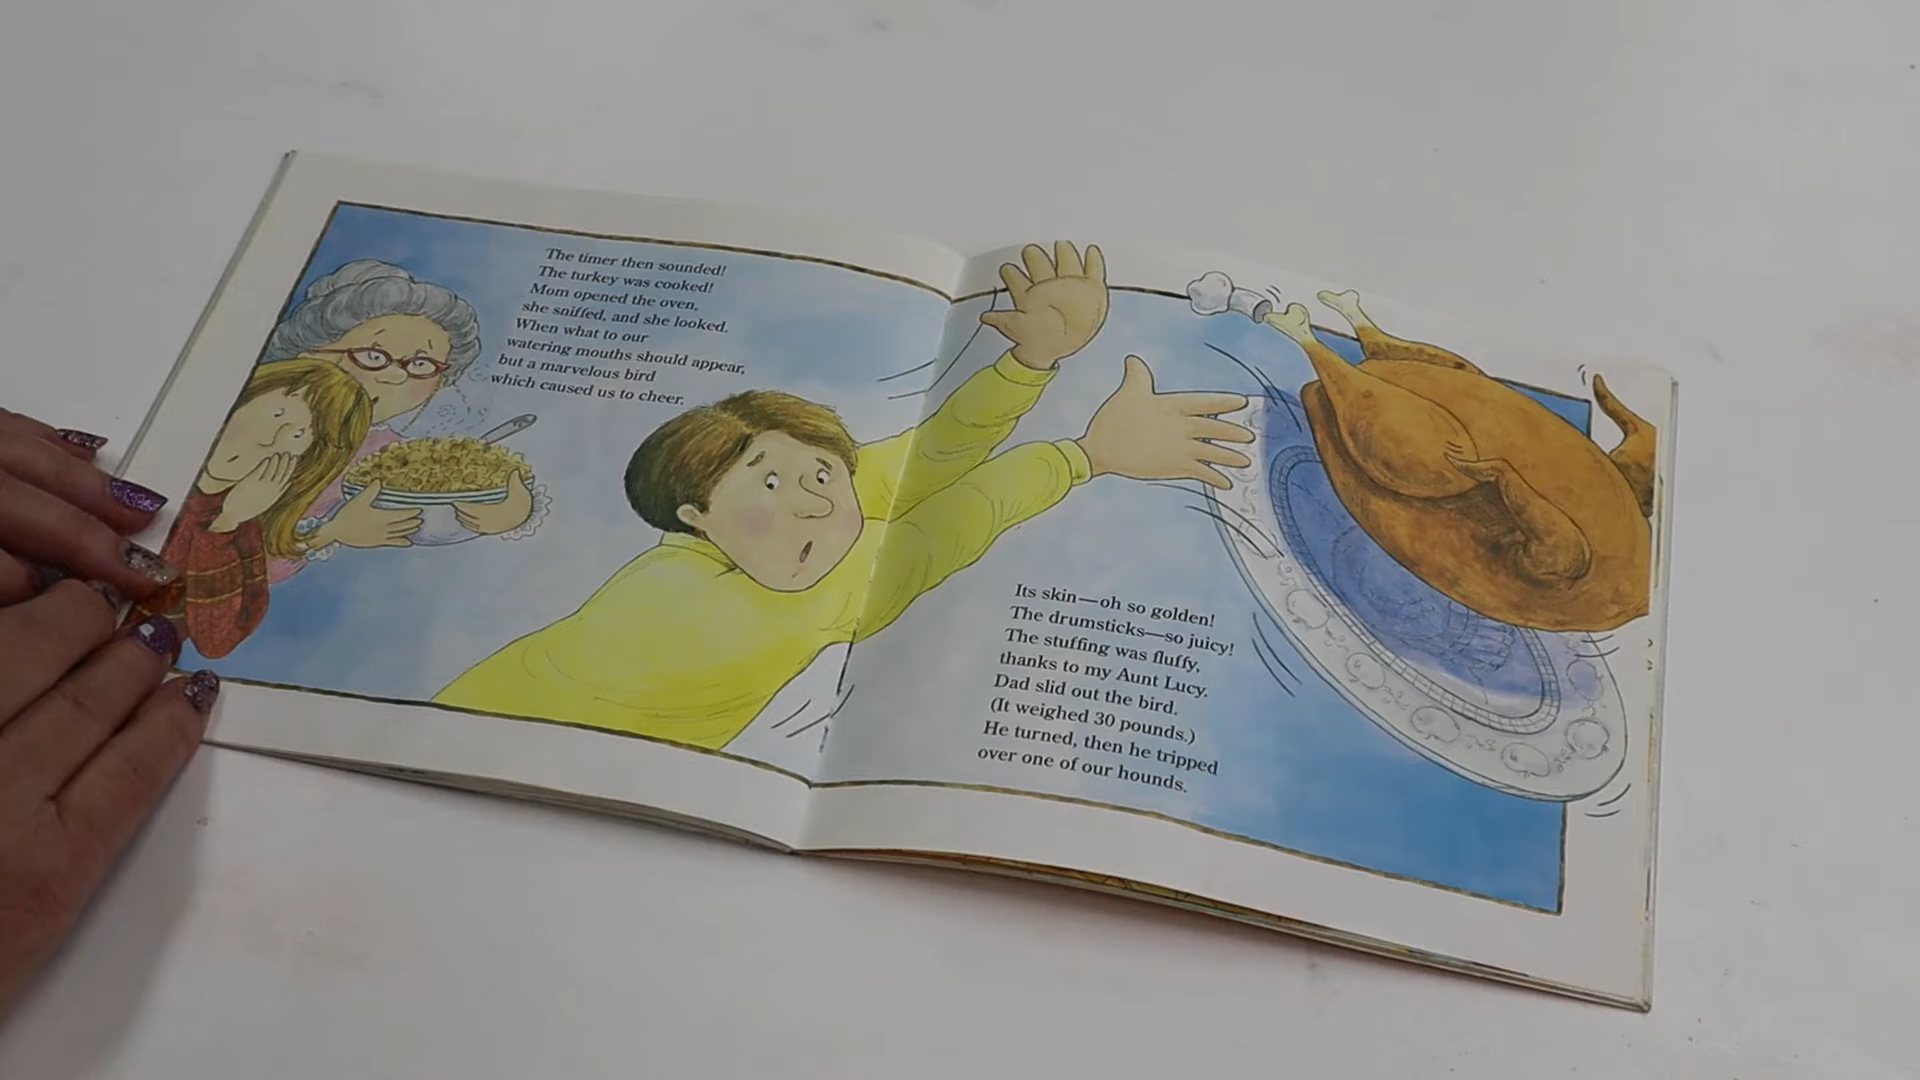 The timer then sounded!
The turkey was cooked!
Mom opened the oven,
she sniffed, and she looked.
When what to our
watering mouths should appear,
but a marvelous bird
which caused us to cheer.
Its skin—oh so golden!
The drumsticks—so juicy!
The stuffing was fluffy,
thanks to my Aunt Lucy.
Dad slid out the bird.
(It weighed 30 pounds.)
He turned, then he tripped
over one of our hounds.